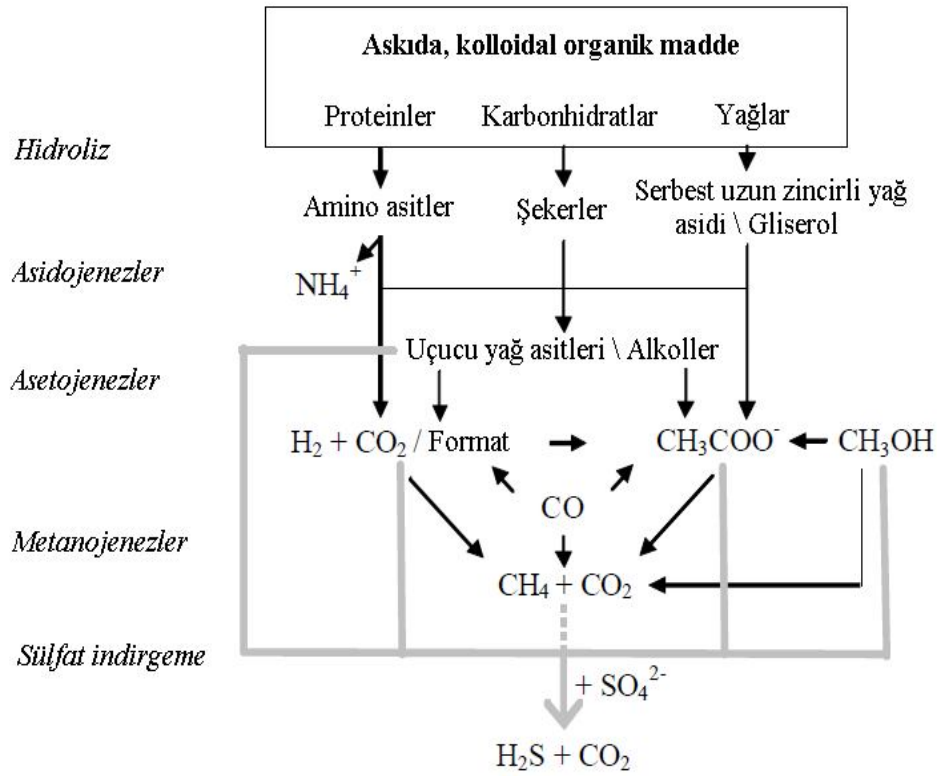 Askıda, kolloidal organik madde
Proteinler Karbonhidratlar Yağlar
Hidroliz
Amino asitler Şekerler Serbest uzun zincirli yağ
asidi \ Gliserol
Asidojenezler
NH₄⁺
Uçucu yağ asitleri \ Alkoller
Asetojenezler
H₂ + CO₂ / Format CH₃COO⁻ CH₃OH
CO
Metanojenezler
CH₄ + CO₂
Sülfat indirgeme
+ SO₄²⁻
H₂S + CO₂